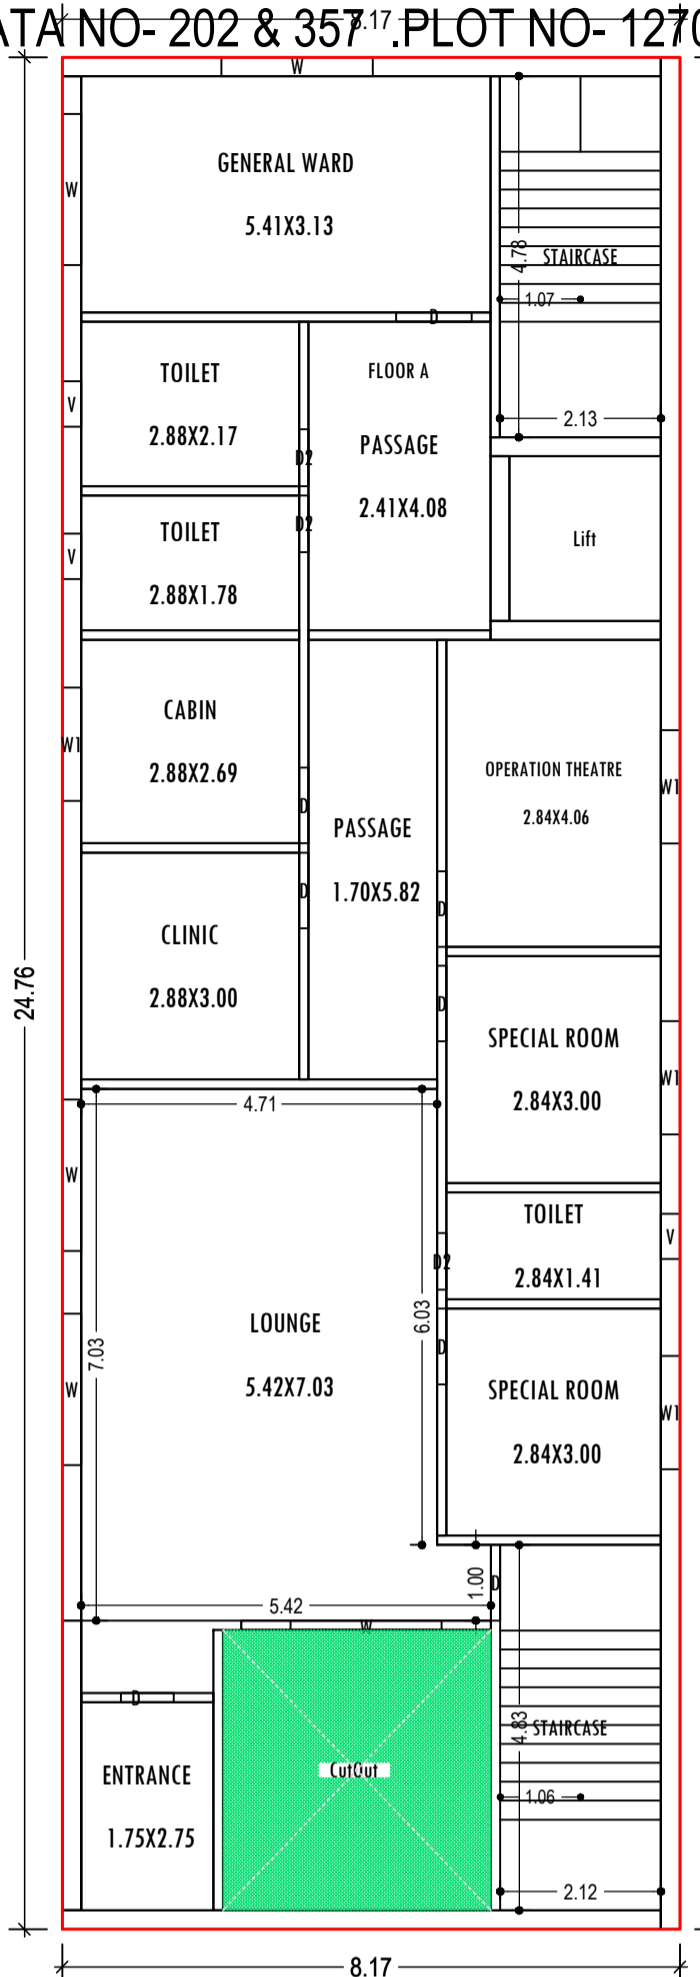 ATA NO- 202 & 357 .PLOT NO- 1270
8.17
W
GENERAL WARD
5.41X3.13
W
4.78
STAIRCASE
1.07
D
TOILET
2.88X2.17
V
D2
FLOOR A
PASSAGE
2.41X4.08
2.13
TOILET
2.88X1.78
V
D2
Lift
CABIN
2.88X2.69
W1
D
OPERATION THEATRE
2.84X4.06
W1
PASSAGE
1.70X5.82
D
CLINIC
2.88X3.00
D
24.76
D
SPECIAL ROOM
2.84X3.00
W1
4.71
W
TOILET
2.84X1.41
V
D2
LOUNGE
5.42X7.03
7.03
6.03
D
W
SPECIAL ROOM
2.84X3.00
W1
5.42
1.00
D
W
D
ENTRANCE
1.75X2.75
CutOut
4.83
STAIRCASE
1.06
2.12
8.17